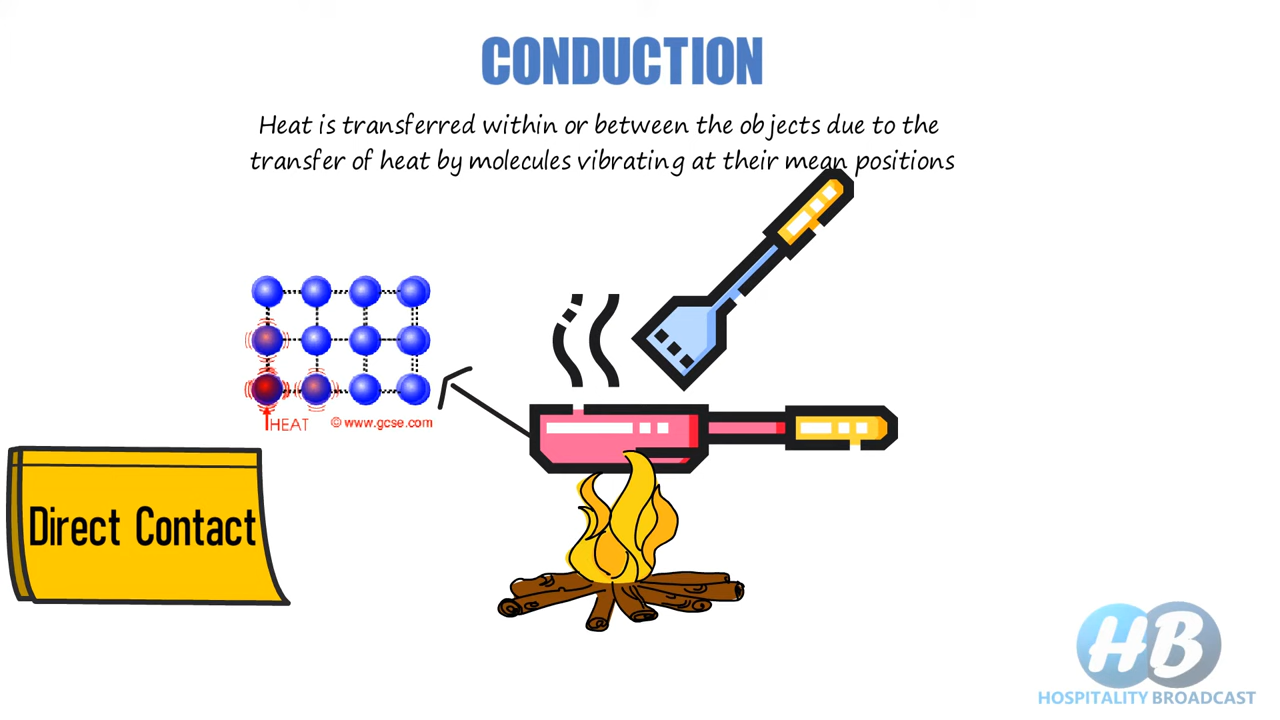 CONDUCTION
Heat is transferred within or between the objects due to the
transfer of heat by molecules vibrating at their mean positions
HEAT
© www.gcse.com
Direct Contact
HB
HOSPITALITY BROADCAST